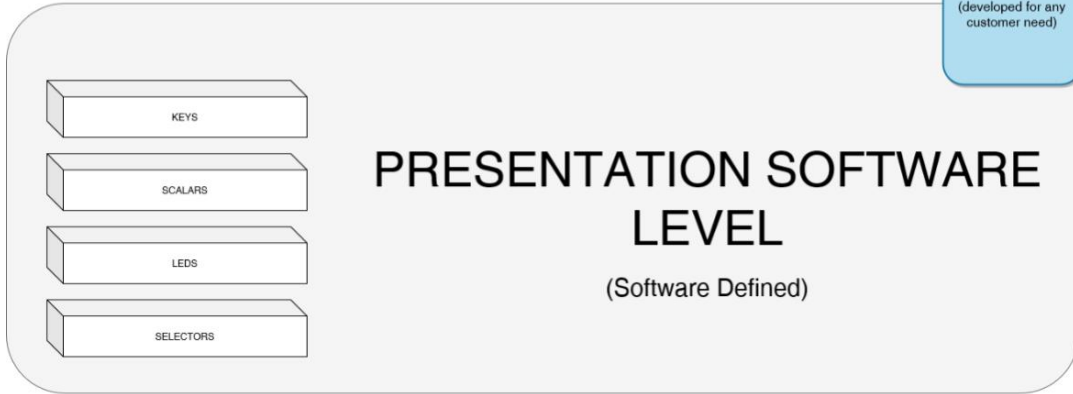 (developed for any
customer need)
KEYS
SCALARS
LEDS
SELECTORS
PRESENTATION SOFTWARE
LEVEL
(Software Defined)